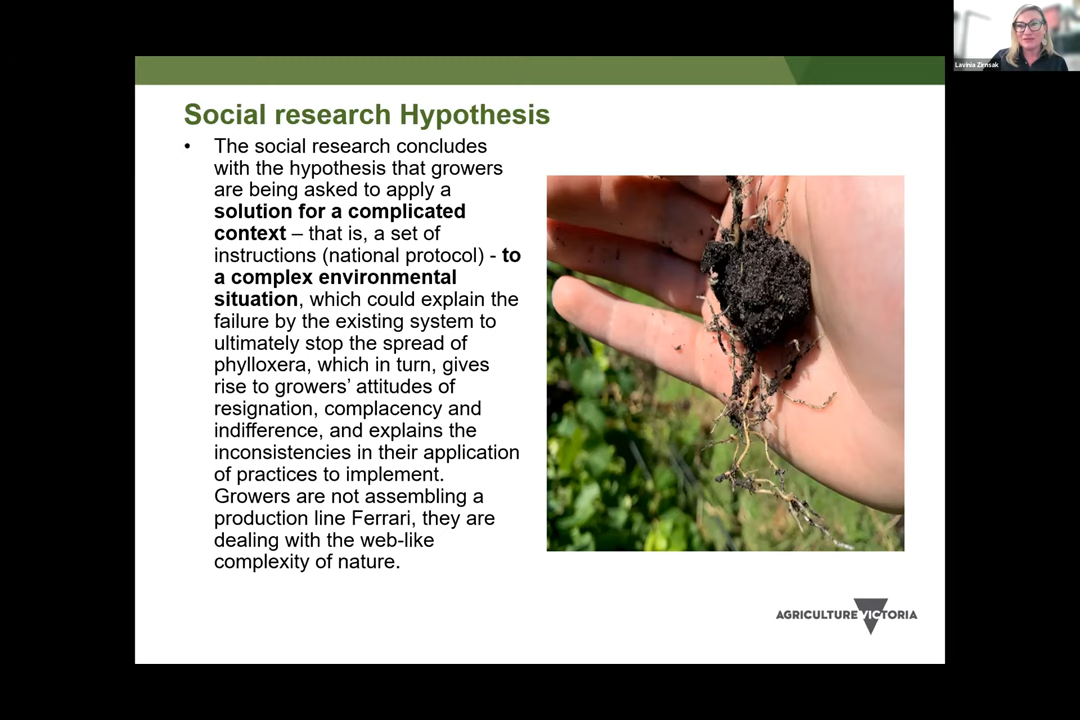 Social research Hypothesis
• The social research concludes
with the hypothesis that growers
are being asked to apply a
solution for a complicated
context – that is, a set of
instructions (national protocol) - to
a complex environmental
situation, which could explain the
failure by the existing system to
ultimately stop the spread of
phylloxera, which in turn, gives
rise to growers’ attitudes of
resignation, complacency and
indifference, and explains the
inconsistencies in their application
of practices to implement.
Growers are not assembling a
production line Ferrari, they are
dealing with the web-like
complexity of nature.
AGRICULTURE VICTORIA
Lavinia Zirnsak